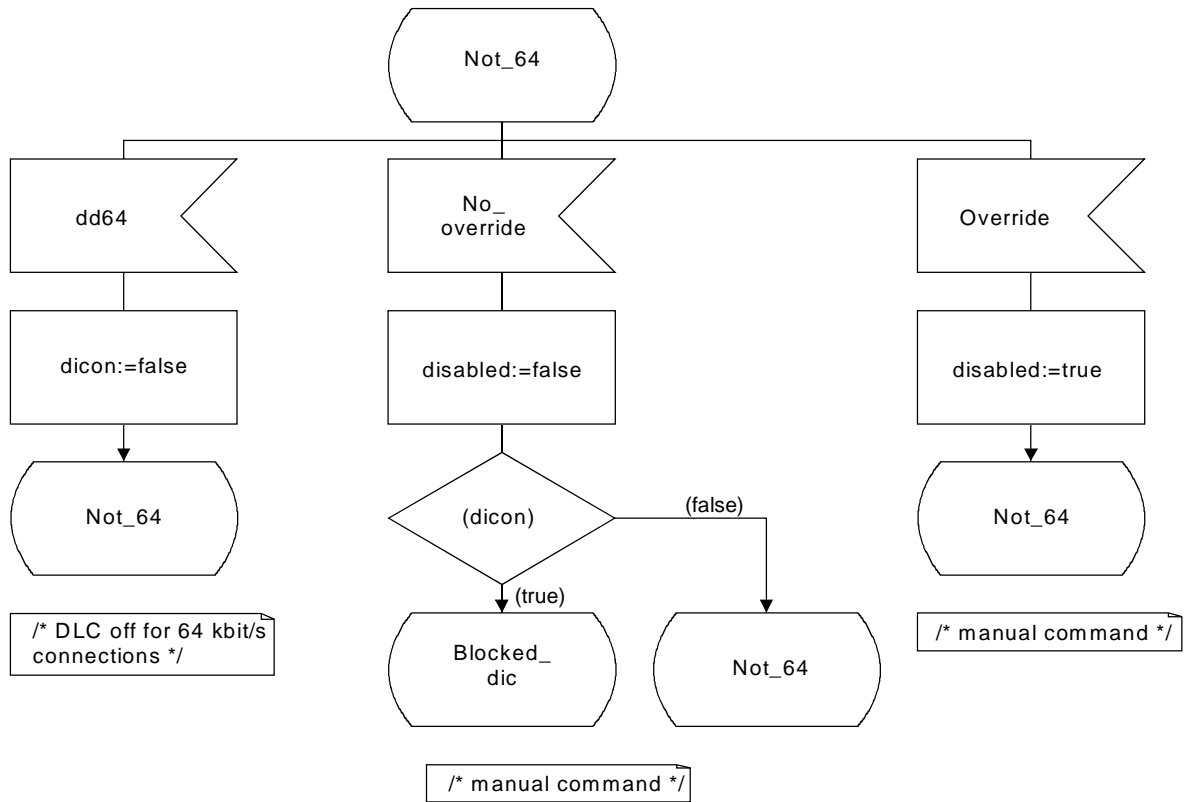 Not_64
dd64
No_
override
Override
dicon:=false
disabled:=false
disabled:=true
Not_64
(dicon)
(false)
Not_64
(true)
/* DLC off for 64 kbit/s
connections */
Blocked_
dic
Not_64
/* manual command */
/* manual command */